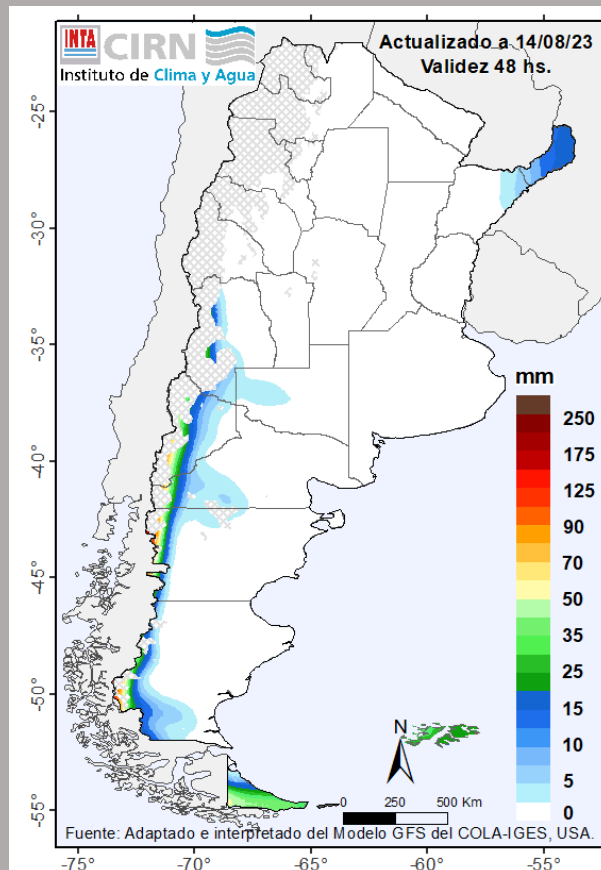 INTA CIRN
Instituto de Clima y Agua
Actualizado a 14/08/23
Validez 48 hs.
-25°
-30°
-35°
-40°
-45°
-50°
-55°
mm
250
175
125
90
70
50
35
25
15
10
5
0
N
0 250 500 Km
Fuente: Adaptado e interpretado del Modelo GFS del COLA-IGES, USA.
-75° -70° -65° -60° -55°